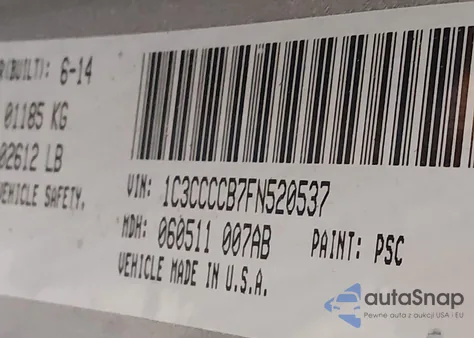 R(BUILT): 6-14
01185 KG
02612 LB
VEHICLE SAFETY.
VIN: 1C3CCCCB7FN520537
MDH: 060511 007AB PAINT: PSC
VEHICLE MADE IN U.S.A.
autaSnap
Pewne auta z aukcji USA i EU